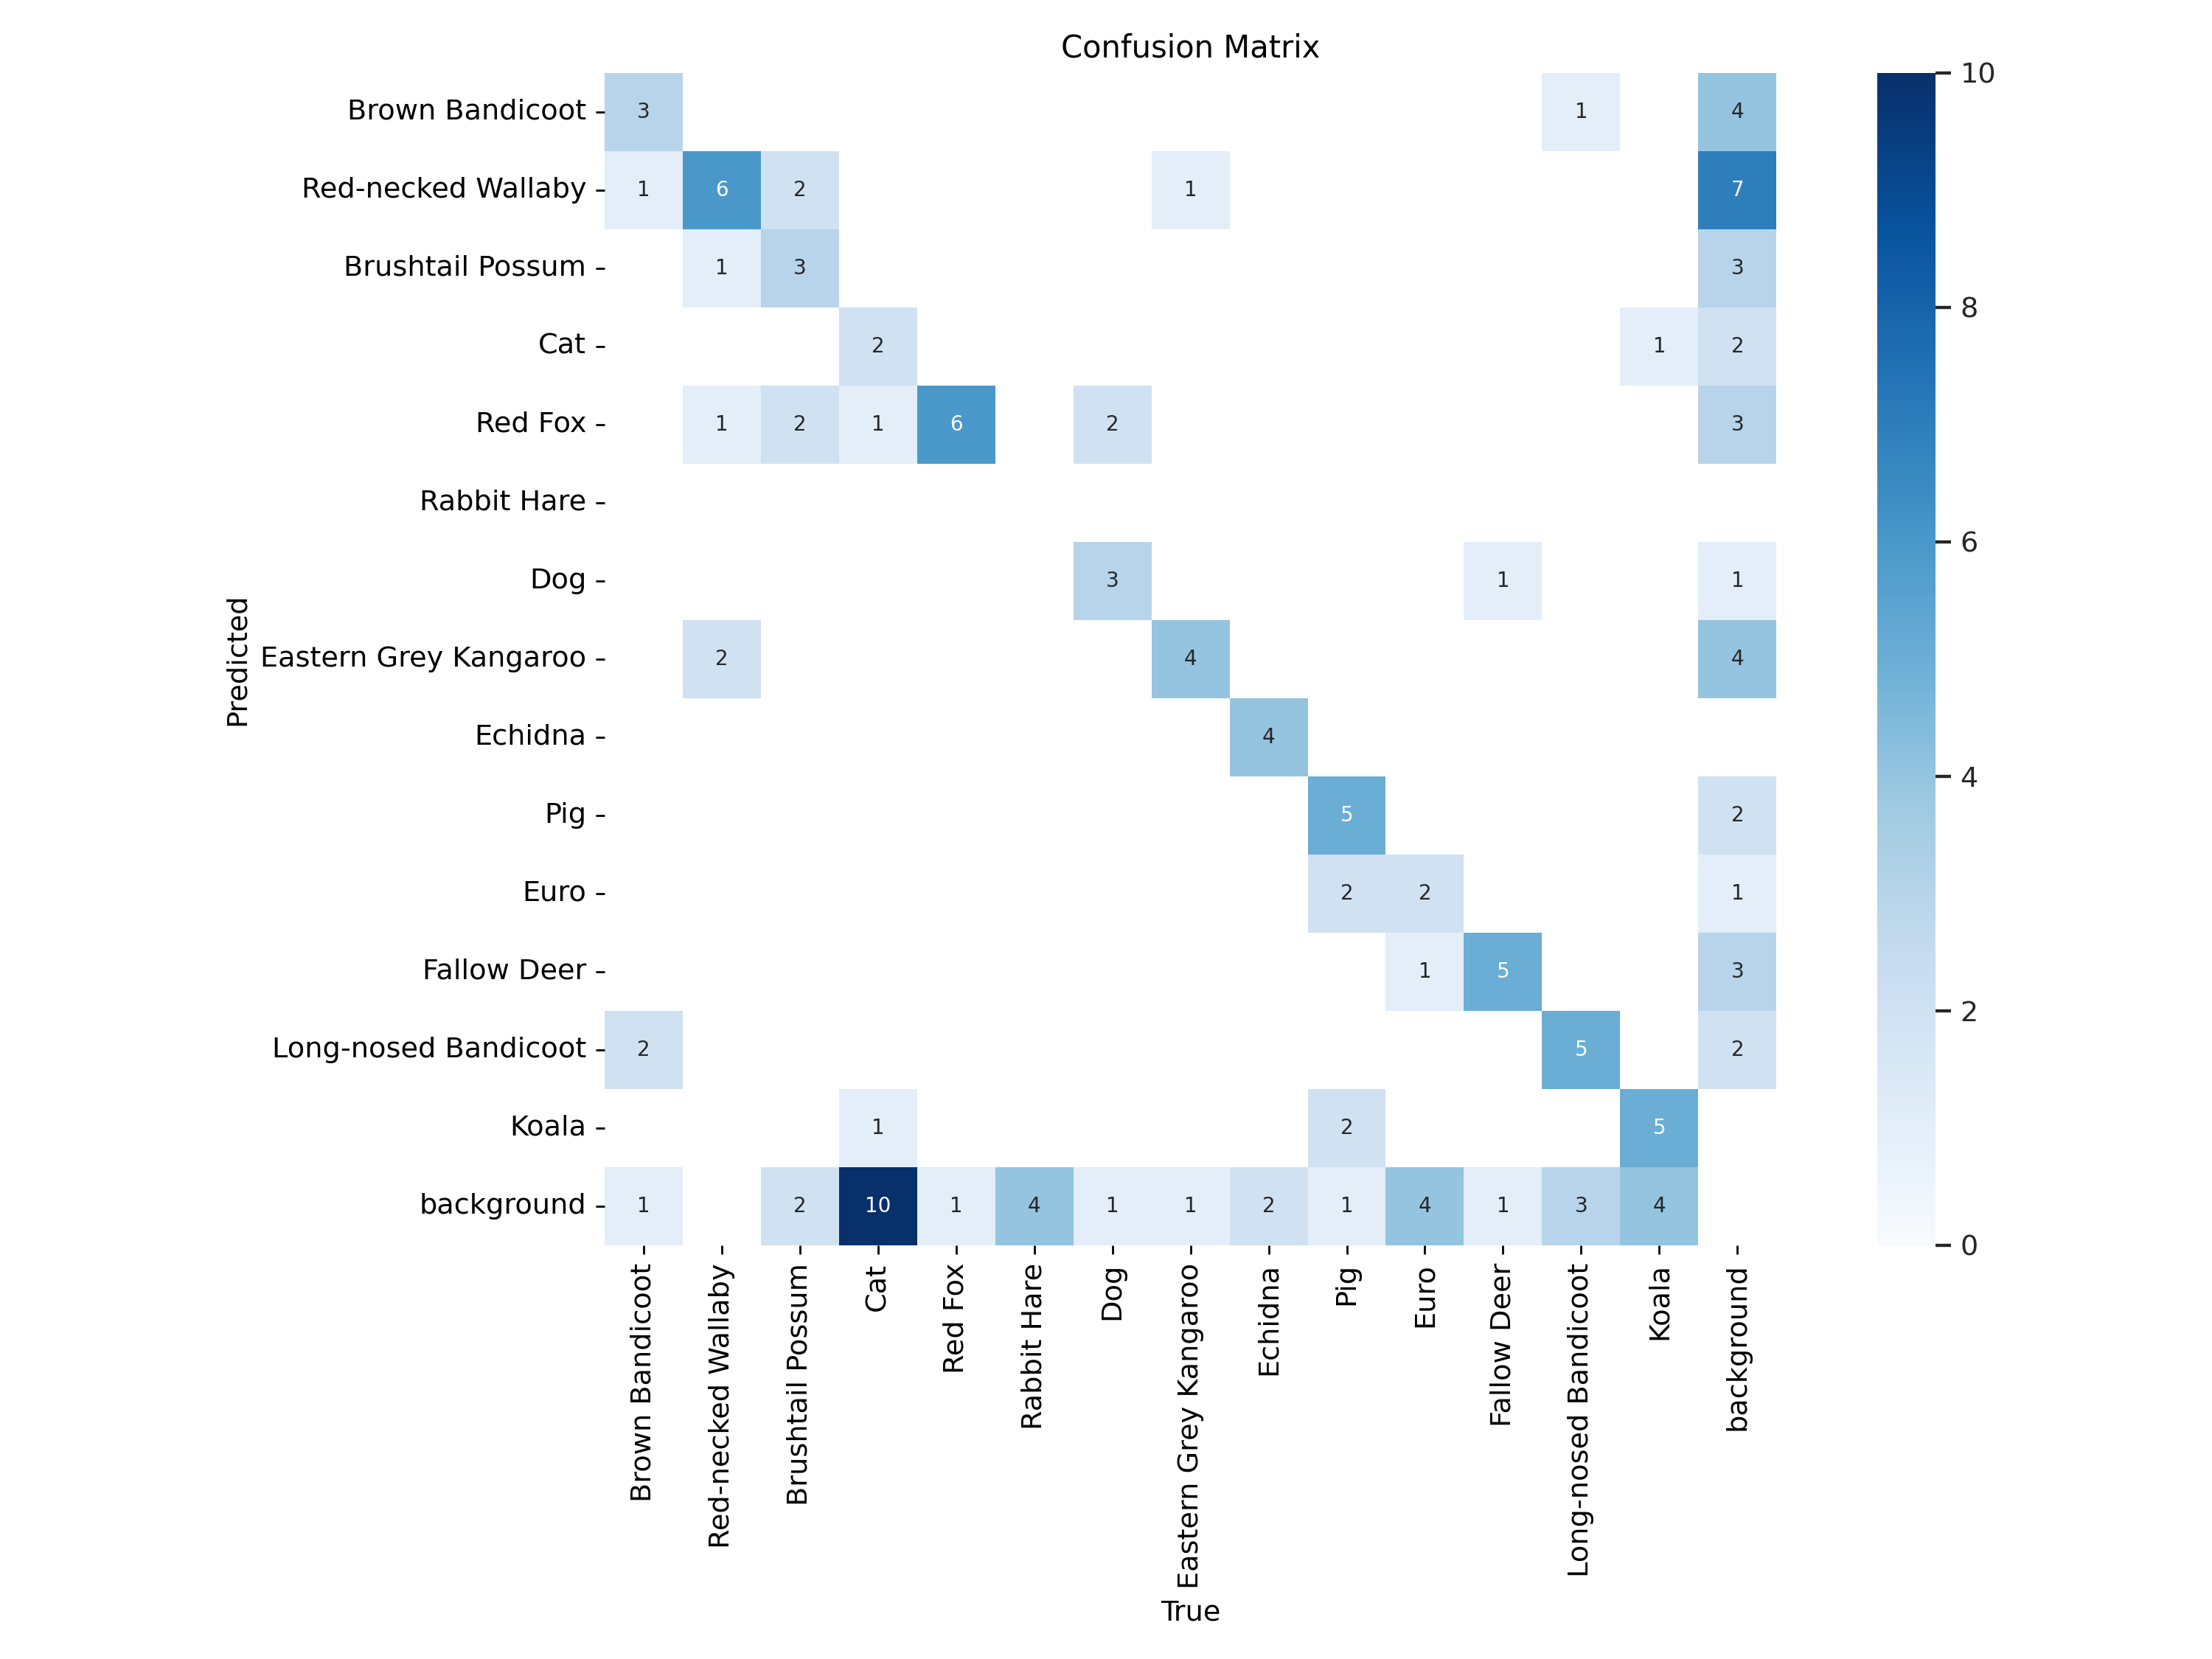 Confusion Matrix
Brown Bandicoot 3 1 4
Red-necked Wallaby 1 6 2 1 7
Brushtail Possum 1 3 3
Cat 2 1 2
Red Fox 1 2 1 6 2 3
Rabbit Hare
Dog 3 1 1
Eastern Grey Kangaroo 2 4 4
Echidna 4
Pig 5 2
Euro 2 2 1
Fallow Deer 1 5 3
Long-nosed Bandicoot 2 5 2
Koala 1 2 5
background 1 2 10 1 4 1 1 2 1 4 1 3 4
Predicted
Brown Bandicoot
Red-necked Wallaby
Brushtail Possum
Cat
Red Fox
Rabbit Hare
Dog
Eastern Grey Kangaroo
Echidna
Pig
Euro
Fallow Deer
Long-nosed Bandicoot
Koala
background
True
10
8
6
4
2
0